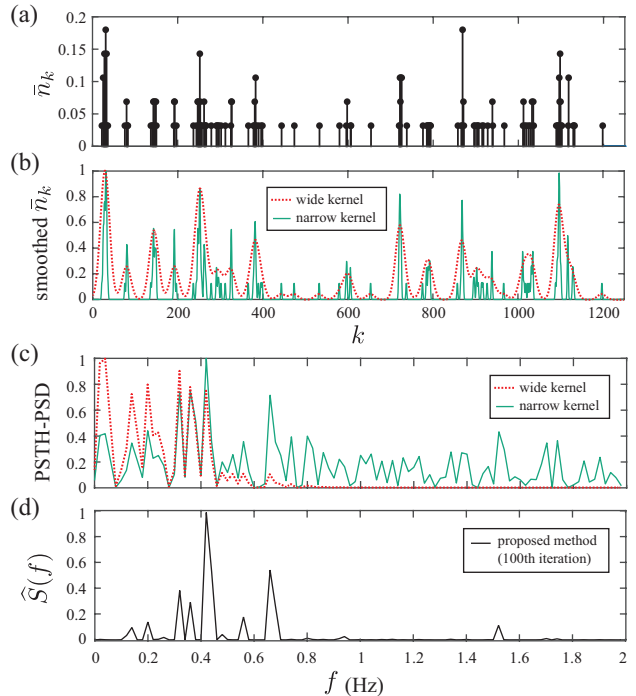 (a)
0.2
0.15
0.1
0.05
0
n̄_k
(b)
1
0.8
0.6
0.4
0.2
0
smoothed n̄_k
wide kernel
narrow kernel
0 200 400 600 800 1000 1200
k
(c)
1
0.8
0.6
0.4
0.2
0
PSTH-PSD
wide kernel
narrow kernel
(d)
1
0.8
0.6
0.4
0.2
0
Ŝ(f)
proposed method
(100th iteration)
0 0.2 0.4 0.6 0.8 1 1.2 1.4 1.6 1.8 2
f (Hz)